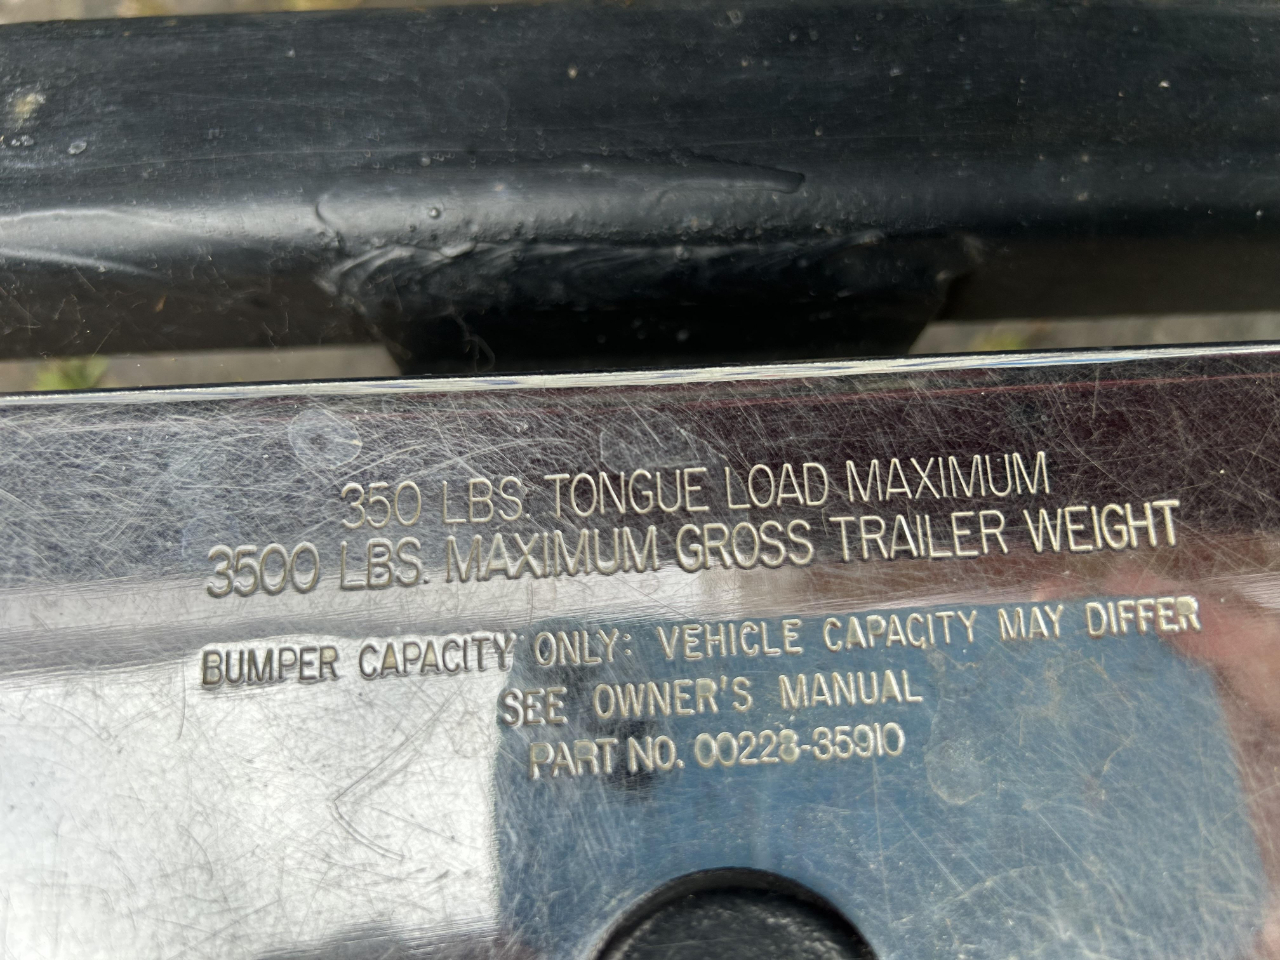 350 LBS. TONGUE LOAD MAXIMUM
3500 LBS. MAXIMUM GROSS TRAILER WEIGHT
BUMPER CAPACITY ONLY: VEHICLE CAPACITY MAY DIFFER
SEE OWNER'S MANUAL
PART NO. 00228-35910